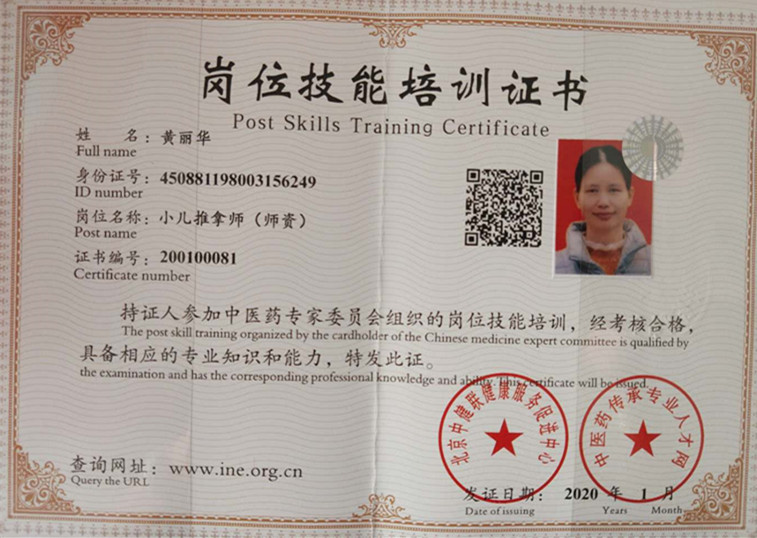 岗位技能培训证书
Post Skills Training Certificate
姓 名：黄丽华
Full name
身份证号：450881198003156249
ID number
岗位名称：小儿推拿师（师资）
Post name
证书编号：200100081
Certificate number
持证人参加中医药专家委员会组织的岗位技能培训，经考核合格，
The post skill training organized by the cardholder of the Chinese medicine expert committee is qualified by
具备相应的专业知识和能力，特发此证。
the examination and has the corresponding professional knowledge and ability. This certificate will be issued.
北京中健联健康服务促进中心
中医药传承专业人才网
查询网址：www.ine.org.cn
Query the URL
发证日期：2020 年 1 月
Date of issuing Years Month